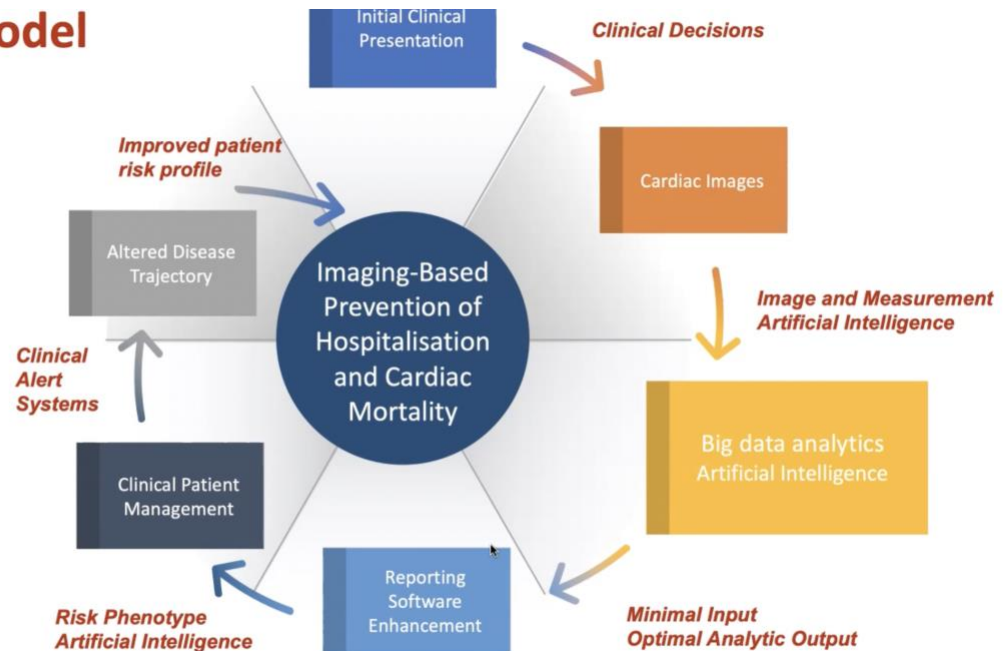 odel
Initial Clinical
Presentation
Clinical Decisions
Cardiac Images
Image and Measurement
Artificial Intelligence
Big data analytics
Artificial Intelligence
Minimal Input
Optimal Analytic Output
Reporting
Software
Enhancement
Risk Phenotype
Artificial Intelligence
Clinical Patient
Management
Clinical
Alert
Systems
Altered Disease
Trajectory
Improved patient
risk profile
Imaging-Based
Prevention of
Hospitalisation
and Cardiac
Mortality